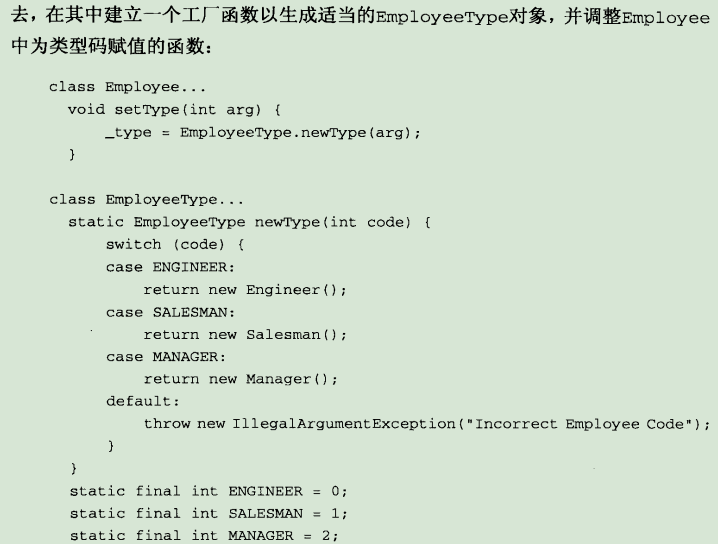 去，在其中建立一个工厂函数以生成适当的EmployeeType对象，并调整Employee
中为类型码赋值的函数：
class Employee...
  void setType(int arg) {
      _type = EmployeeType.newType(arg);
  }
class EmployeeType...
  static EmployeeType newType(int code) {
      switch (code) {
      case ENGINEER:
          return new Engineer();
      case SALESMAN:
          return new Salesman();
      case MANAGER:
          return new Manager();
      default:
          throw new IllegalArgumentException("Incorrect Employee Code");
      }
  }
  static final int ENGINEER = 0;
  static final int SALESMAN = 1;
  static final int MANAGER = 2;